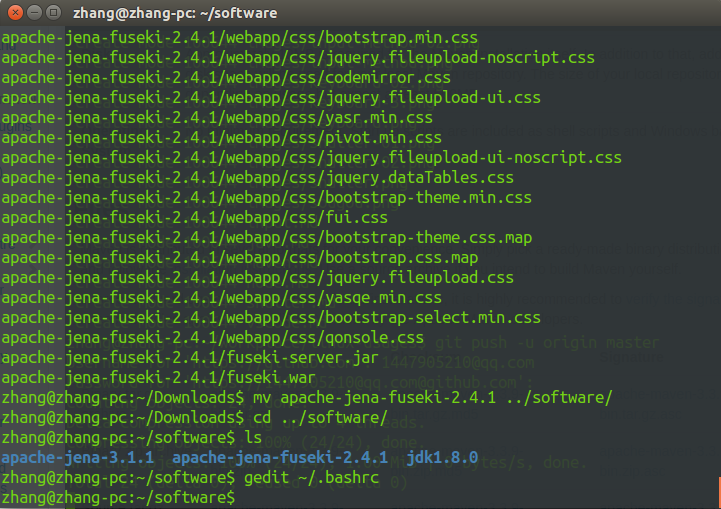 zhang@zhang-pc: ~/software
apache-jena-fuseki-2.4.1/webapp/css/bootstrap.min.css
apache-jena-fuseki-2.4.1/webapp/css/jquery.fileupload-noscript.css
apache-jena-fuseki-2.4.1/webapp/css/codemirror.css
apache-jena-fuseki-2.4.1/webapp/css/jquery.fileupload-ui.css
apache-jena-fuseki-2.4.1/webapp/css/yasr.min.css
apache-jena-fuseki-2.4.1/webapp/css/pivot.min.css
apache-jena-fuseki-2.4.1/webapp/css/jquery.fileupload-ui-noscript.css
apache-jena-fuseki-2.4.1/webapp/css/jquery.dataTables.css
apache-jena-fuseki-2.4.1/webapp/css/bootstrap-theme.min.css
apache-jena-fuseki-2.4.1/webapp/css/fui.css
apache-jena-fuseki-2.4.1/webapp/css/bootstrap-theme.css.map
apache-jena-fuseki-2.4.1/webapp/css/bootstrap.css.map
apache-jena-fuseki-2.4.1/webapp/css/jquery.fileupload.css
apache-jena-fuseki-2.4.1/webapp/css/yasqe.min.css
apache-jena-fuseki-2.4.1/webapp/css/bootstrap-select.min.css
apache-jena-fuseki-2.4.1/webapp/css/qonsole.css
git push -u origin master
apache-jena-fuseki-2.4.1/fuseki-server.jar
1447905210@qq.com
apache-jena-fuseki-2.4.1/fuseki.war
zhang@zhang-pc:~/Downloads$ mv apache-jena-fuseki-2.4.1 ../software/
zhang@zhang-pc:~/Downloads$ cd ../software/
zhang@zhang-pc:~/software$ ls
apache-jena-3.1.1 apache-jena-fuseki-2.4.1 jdk1.8.0
zhang@zhang-pc:~/software$ gedit ~/.bashrc
zhang@zhang-pc:~/software$